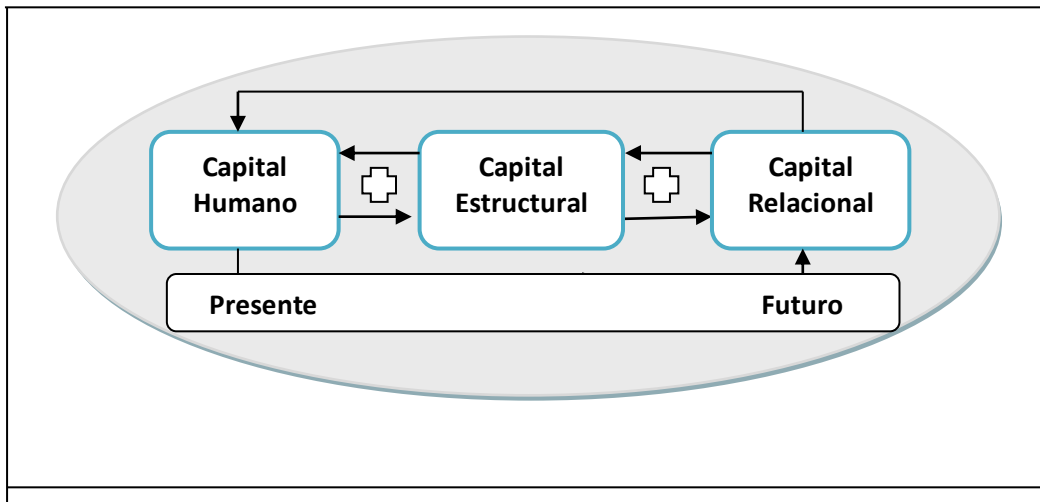 Capital
Humano
Capital
Estructural
Capital
Relacional
Presente
Futuro